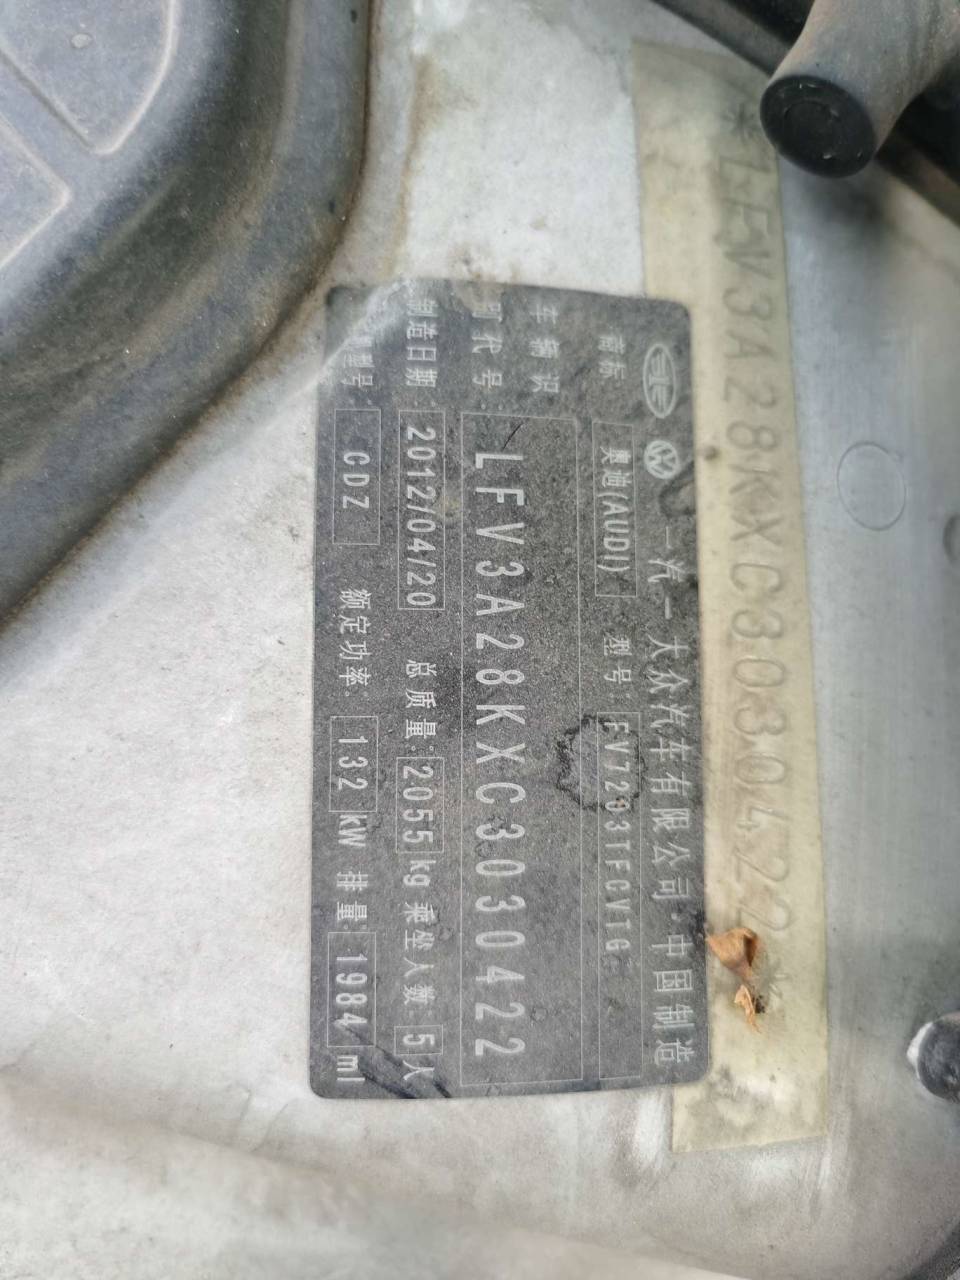 *LFV3A28KXC3030422*
一汽一大众汽车有限公司·中国制造
商标 奥迪(AUDI) 型号 FV7203TFCVTG
车辆识
别代号: LFV3A28KXC3030422
制造日期: 2012/04/20 总质量: 2055 kg 乘坐人数: 5 人
型号: CDZ 额定功率: 132 kW 排量: 1984 ml